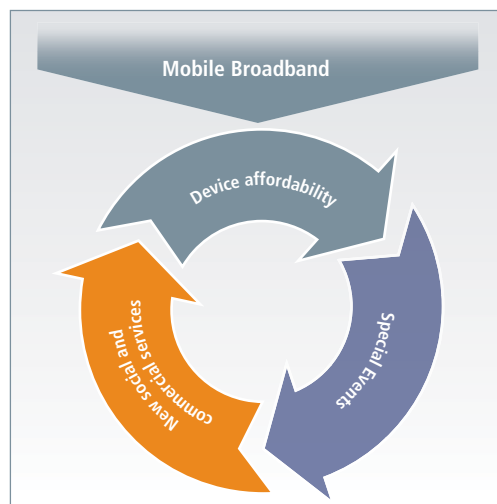 Mobile Broadband
Device affordability
Special Events
New social and
commercial services